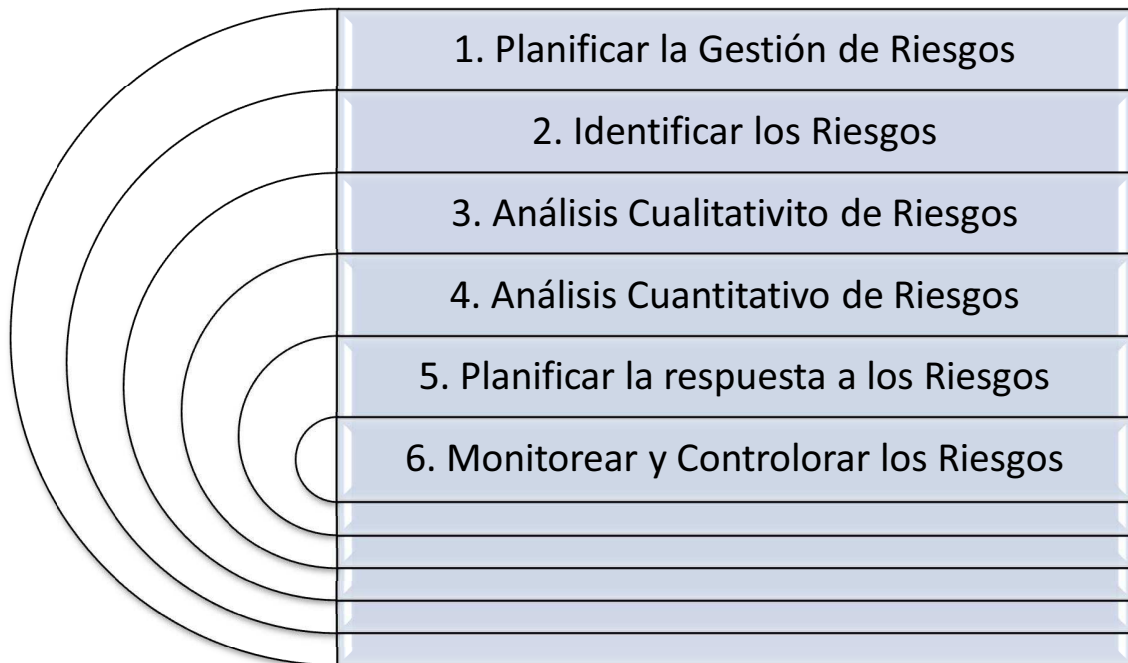 1. Planificar la Gestión de Riesgos
2. Identificar los Riesgos
3. Análisis Cualitativito de Riesgos
4. Análisis Cuantitativo de Riesgos
5. Planificar la respuesta a los Riesgos
6. Monitorear y Controlorar los Riesgos